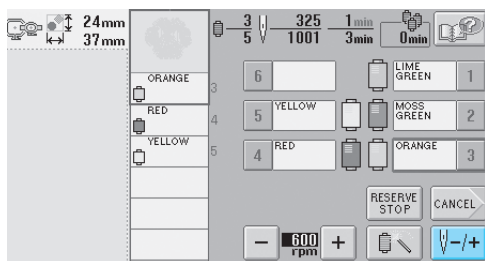 24mm
37mm
3
5
325
1001
1min
3min
0min
ORANGE
3
RED
4
YELLOW
5
6
LIME
GREEN
1
5
YELLOW
MOSS
GREEN
2
4
RED
ORANGE
3
RESERVE
STOP
CANCEL
−
600
rpm
+
−/+